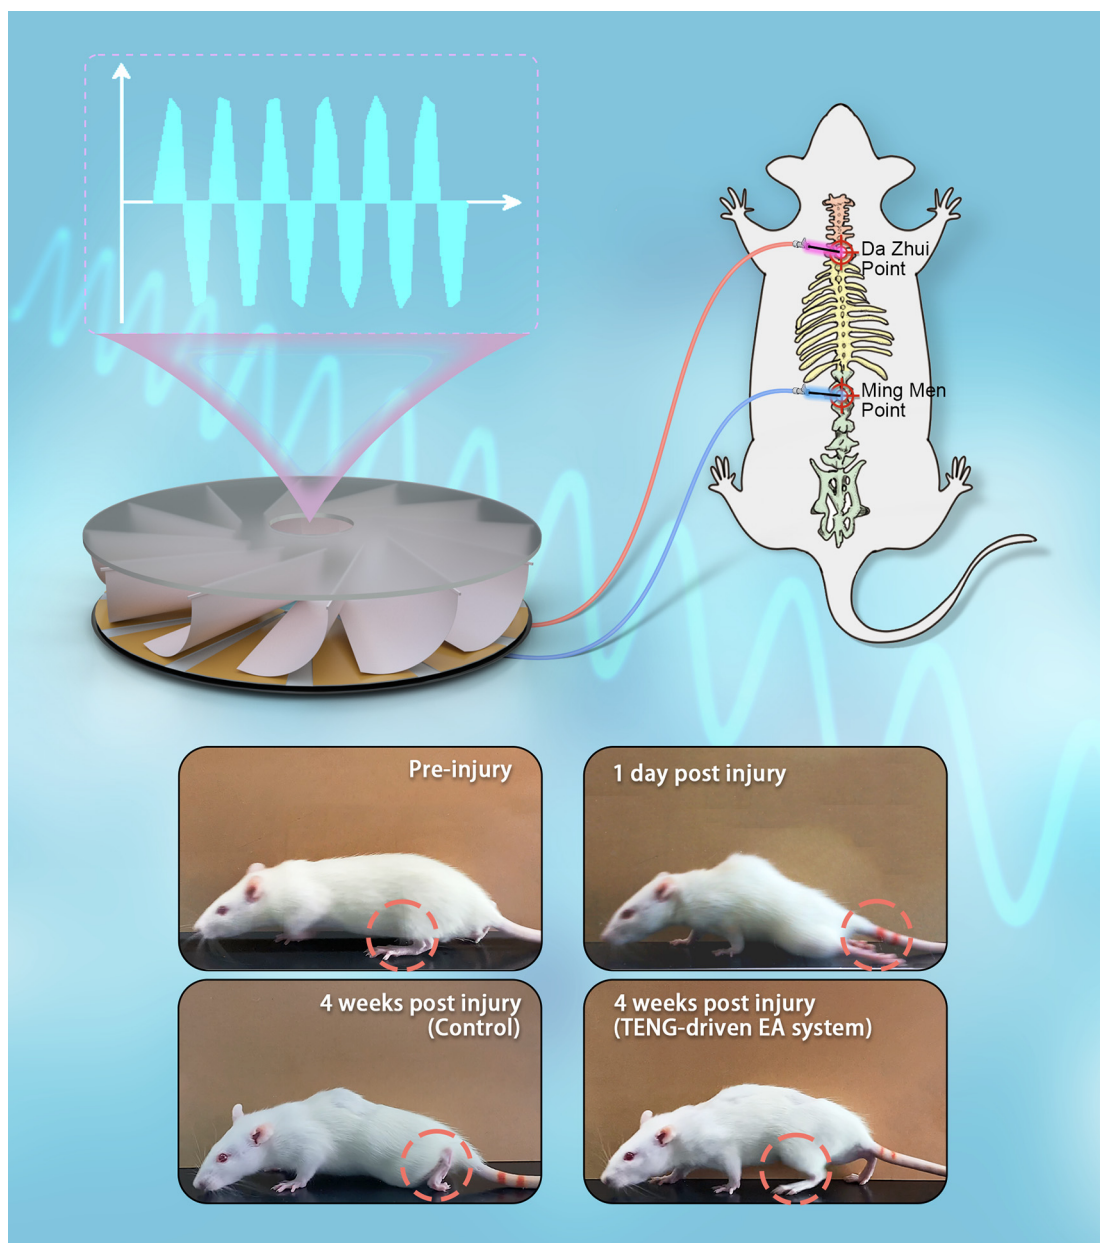 Da Zhui
Point
Ming Men
Point
Pre-injury
1 day post injury
4 weeks post injury
(Control)
4 weeks post injury
(TENG-driven EA system)